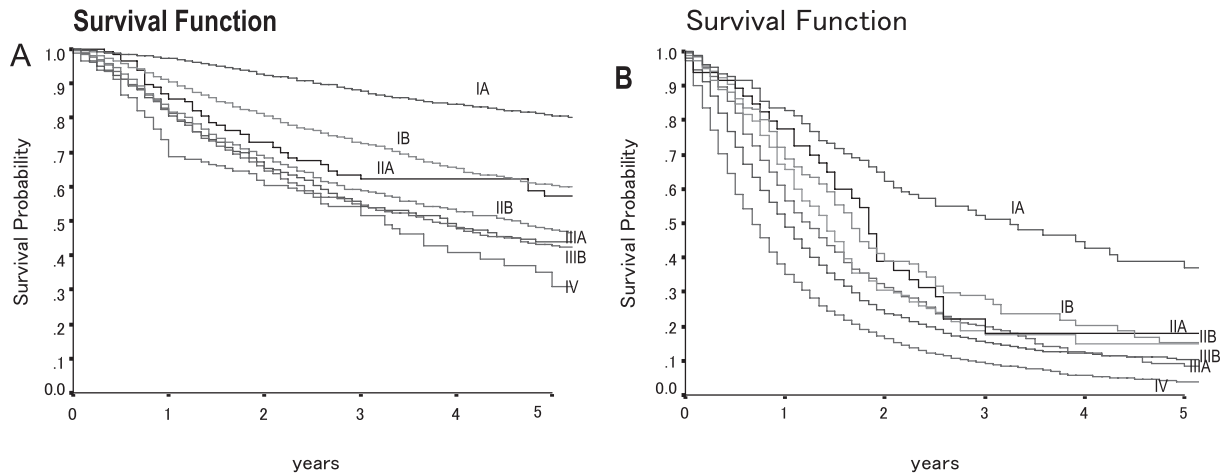 Survival Function
A
Survival Probability
1.0
.9
.8
.7
.6
.5
.4
.3
.2
.1
0.0
0 1 2 3 4 5
years
IA
IB
IIA
IIB
IIIA
IIIB
IV
Survival Function
B
Survival Probability
1.0
.9
.8
.7
.6
.5
.4
.3
.2
.1
0.0
0 1 2 3 4 5
years
IA
IB
IIA
IIB
IIIB
IIIA
IV